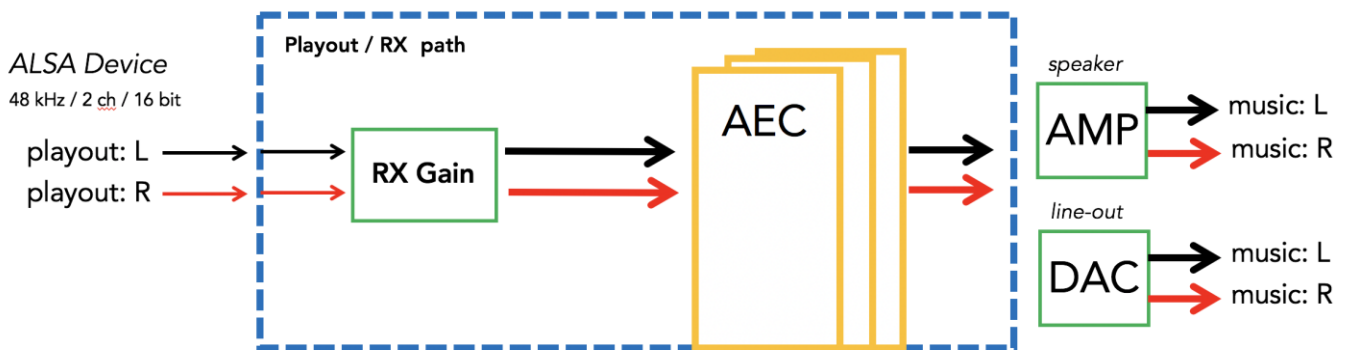 Playout / RX path
ALSA Device
48 kHz / 2 ch / 16 bit
playout: L
playout: R
RX Gain
AEC
speaker
AMP
music: L
music: R
line-out
DAC
music: L
music: R